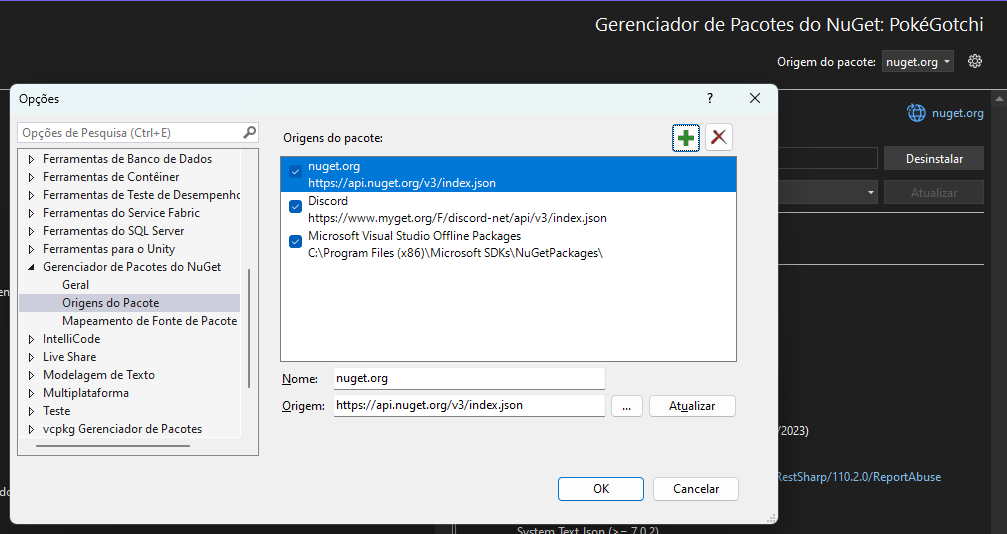 Gerenciador de Pacotes do NuGet: PokéGotchi
Origem do pacote: nuget.org
nuget.org
Desinstalar
Atualizar
Opções
?
Opções de Pesquisa (Ctrl+E)
Ferramentas de Banco de Dados
Ferramentas de Contêiner
Ferramentas de Teste de Desempenho
Ferramentas do Service Fabric
Ferramentas do SQL Server
Ferramentas para o Unity
Gerenciador de Pacotes do NuGet
Geral
Origens do Pacote
Mapeamento de Fonte de Pacote
IntelliCode
Live Share
Modelagem de Texto
Multiplataforma
Teste
vcpkg Gerenciador de Pacotes
Origens do pacote:
nuget.org
https://api.nuget.org/v3/index.json
Discord
https://www.myget.org/F/discord-net/api/v3/index.json
Microsoft Visual Studio Offline Packages
C:\Program Files (x86)\Microsoft SDKs\NuGetPackages\
Nome: nuget.org
Origem: https://api.nuget.org/v3/index.json
...
Atualizar
OK
Cancelar
/2023)
RestSharp/110.2.0/ReportAbuse
System.Text.Json (>= 7.0.2)